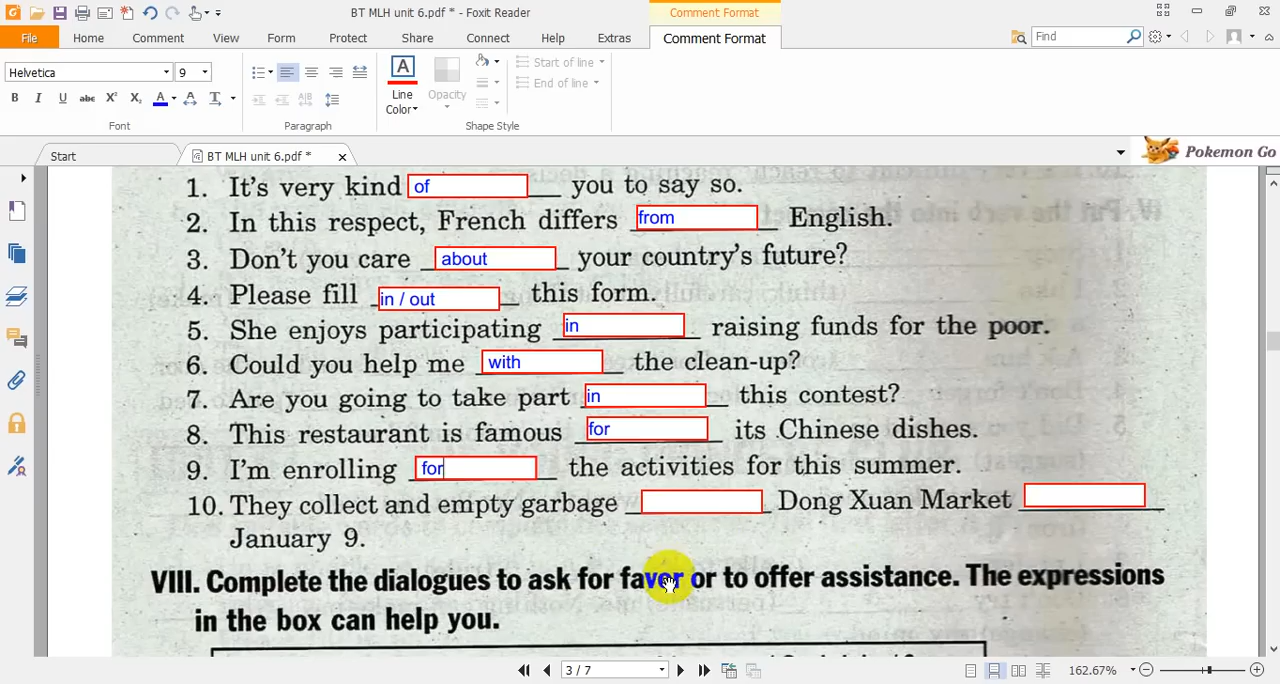 BT MLH unit 6.pdf * - Foxit Reader
Comment Format
File
Home
Comment
View
Form
Protect
Share
Connect
Help
Extras
Comment Format
Find
Helvetica
9
Line
Color
Opacity
Start of line
End of line
Font
Paragraph
Shape Style
Start
BT MLH unit 6.pdf *
Pokemon Go
1. It's very kind of you to say so.
2. In this respect, French differs from English.
3. Don't you care about your country's future?
4. Please fill in / out this form.
5. She enjoys participating in raising funds for the poor.
6. Could you help me with the clean-up?
7. Are you going to take part in this contest?
8. This restaurant is famous for its Chinese dishes.
9. I'm enrolling for the activities for this summer.
10. They collect and empty garbage Dong Xuan Market
January 9.
VIII. Complete the dialogues to ask for favor or to offer assistance. The expressions
in the box can help you.
3 / 7
162.67%